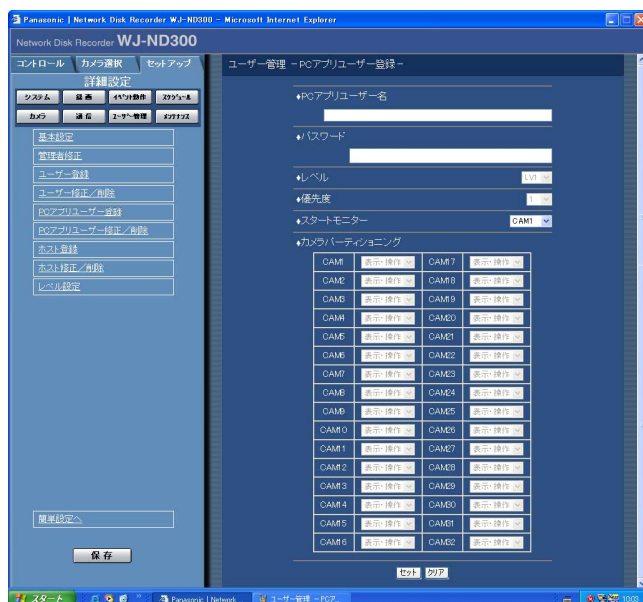 Panasonic | Network Disk Recorder WJ-ND300 - Microsoft Internet Explorer
Network Disk Recorder WJ-ND300
コントロール カメラ選択 セットアップ
詳細設定
システム 録画 イベント動作 スケジュール
カメラ 通信 ユーザー管理 メンテナンス
基本設定
管理者修正
ユーザー登録
ユーザー修正/削除
PCアプリユーザー登録
PCアプリユーザー修正/削除
ホスト登録
ホスト修正/削除
レベル設定
簡単設定へ
保存
ユーザー管理 -PCアプリユーザー登録-
♦PCアプリユーザー名
♦パスワード
♦レベル LV1
♦優先度 1
♦スタートモニター CAM1
♦カメラパーティショニング
CAM1 表示・操作 CAM17 表示・操作
CAM2 表示・操作 CAM18 表示・操作
CAM3 表示・操作 CAM19 表示・操作
CAM4 表示・操作 CAM20 表示・操作
CAM5 表示・操作 CAM21 表示・操作
CAM6 表示・操作 CAM22 表示・操作
CAM7 表示・操作 CAM23 表示・操作
CAM8 表示・操作 CAM24 表示・操作
CAM9 表示・操作 CAM25 表示・操作
CAM10 表示・操作 CAM26 表示・操作
CAM11 表示・操作 CAM27 表示・操作
CAM12 表示・操作 CAM28 表示・操作
CAM13 表示・操作 CAM29 表示・操作
CAM14 表示・操作 CAM30 表示・操作
CAM15 表示・操作 CAM31 表示・操作
CAM16 表示・操作 CAM32 表示・操作
セット クリア
スタート Panasonic | Network... ユーザー管理 -PCア... 1003